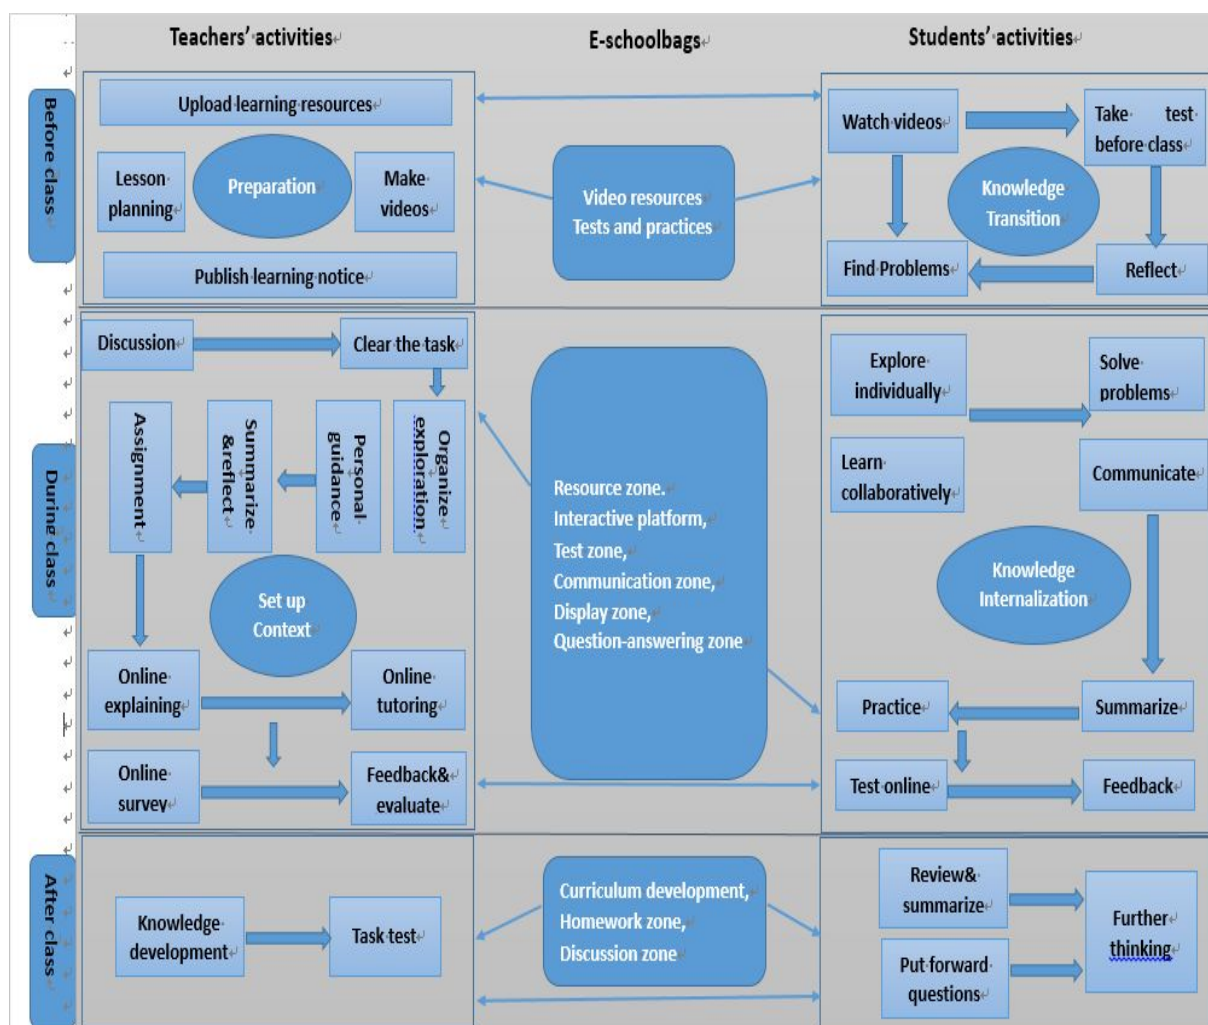 Teachers' activities
E-schoolbags
Students' activities
Before class
Upload learning resources
Lesson
planning
Preparation
Make
videos
Publish learning notice
Video resources
Tests and practices
Watch videos
Take test
before class
Knowledge
Transition
Find Problems
Reflect
During class
Discussion
Clear the task
Organize
exploration
Personal
guidance
Summarize
&reflect
Assignment
Set up
Context
Online
explaining
Online
tutoring
Online
survey
Feedback&
evaluate
Resource zone.
Interactive platform,
Test zone,
Communication zone,
Display zone,
Question-answering zone
Explore
individually
Solve
problems
Learn
collaboratively
Communicate
Knowledge
Internalization
Practice
Summarize
Test online
Feedback
After class
Knowledge
development
Task test
Curriculum development,
Homework zone,
Discussion zone
Review&
summarize
Further
thinking
Put forward
questions